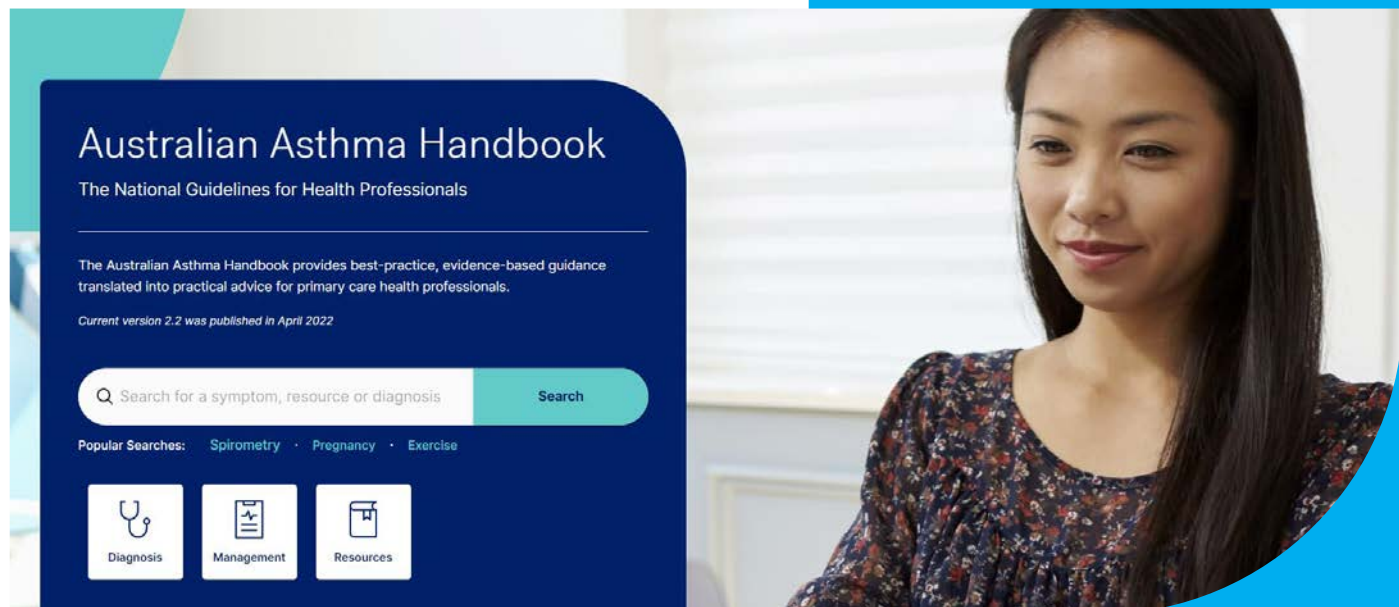 Australian Asthma Handbook
The National Guidelines for Health Professionals
The Australian Asthma Handbook provides best-practice, evidence-based guidance
translated into practical advice for primary care health professionals.
Current version 2.2 was published in April 2022
Search for a symptom, resource or diagnosis
Search
Popular Searches: Spirometry · Pregnancy · Exercise
Diagnosis
Management
Resources